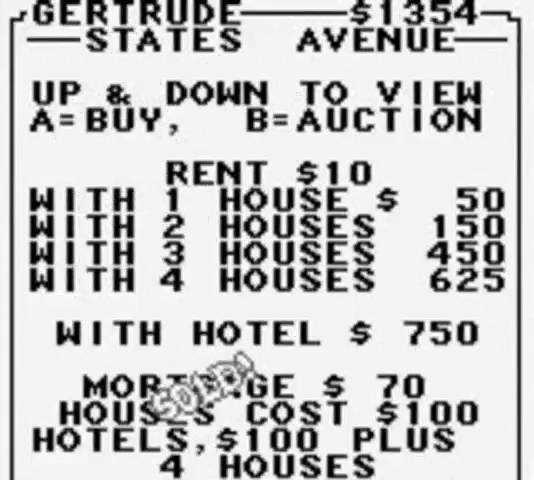 GERTRUDE $1354
STATES AVENUE
UP & DOWN TO VIEW
A=BUY, B=AUCTION
RENT $10
WITH 1 HOUSE $ 50
WITH 2 HOUSES 150
WITH 3 HOUSES 450
WITH 4 HOUSES 625
WITH HOTEL $ 750
MORTGAGE $ 70
SOLD!
HOUSES COST $100
HOTELS,$100 PLUS
4 HOUSES